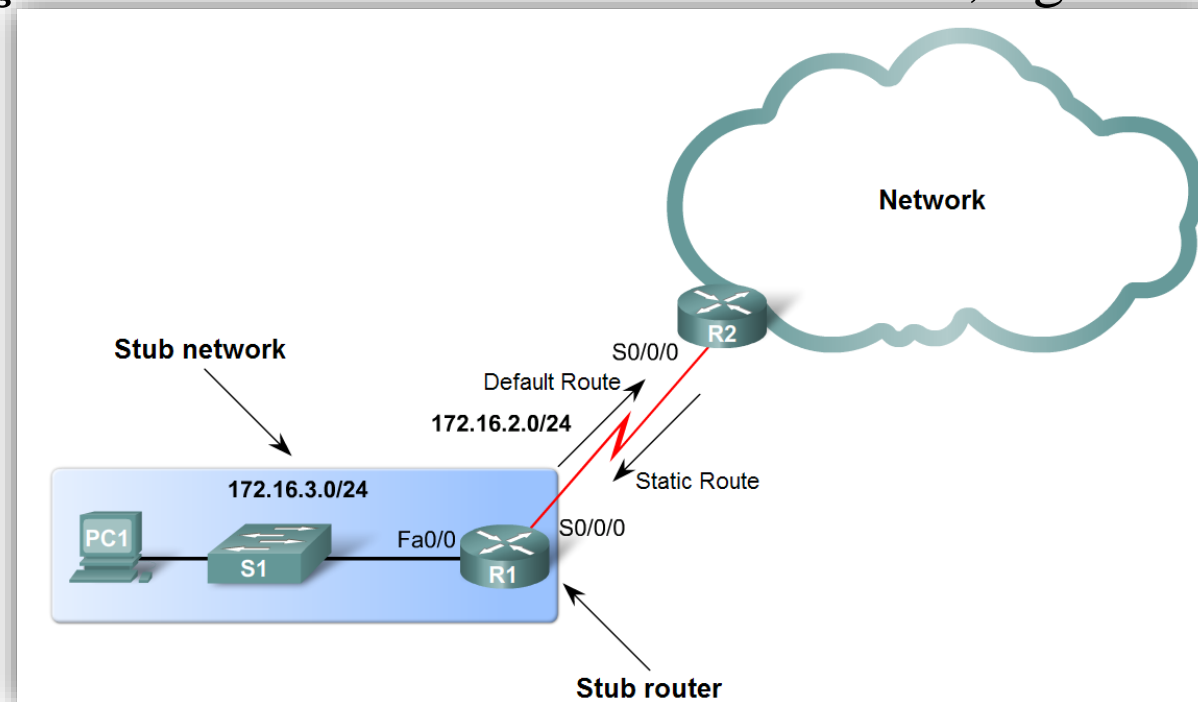 Network
R2
S0/0/0
Stub network
Default Route
172.16.2.0/24
Static Route
172.16.3.0/24
PC1
S1
Fa0/0
R1
S0/0/0
Stub router